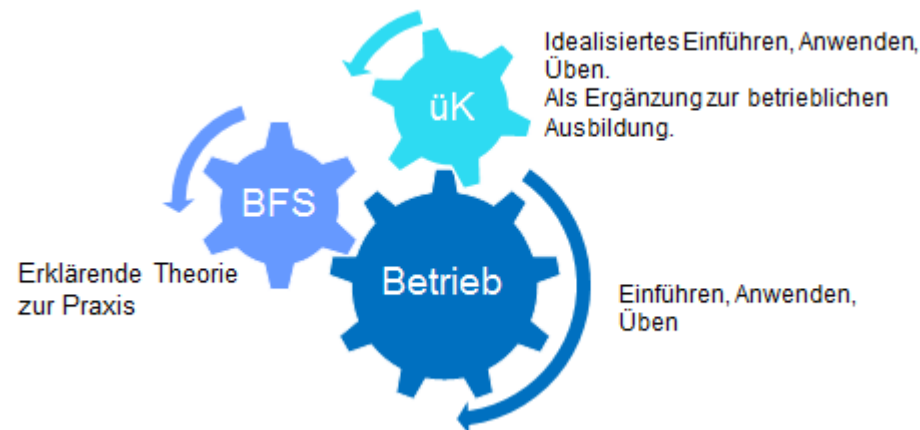 Idealisiertes Einführen, Anwenden,
Üben.
Als Ergänzung zur betrieblichen
Ausbildung.
üK
BFS
Betrieb
Erklärende Theorie
zur Praxis
Einführen, Anwenden,
Üben